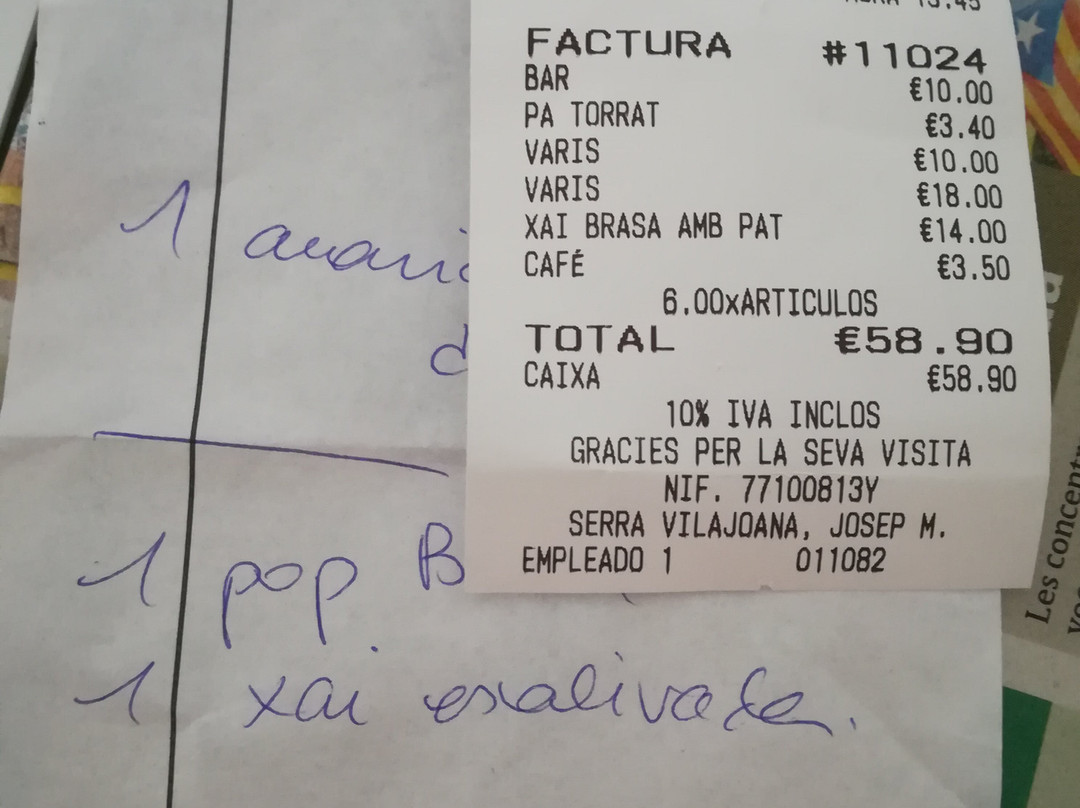 FACTURA #11024
BAR €10.00
PA TORRAT €3.40
VARIS €10.00
VARIS €18.00
XAI BRASA AMB PAT €14.00
CAFÉ €3.50
6.00xARTICULOS
TOTAL €58.90
CAIXA €58.90
10% IVA INCLOS
GRACIES PER LA SEVA VISITA
NIF. 77100813Y
SERRA VILAJOANA, JOSEP M.
EMPLEADO 1 011082
1
1 pop B
1 xai esalivada.
Les concent